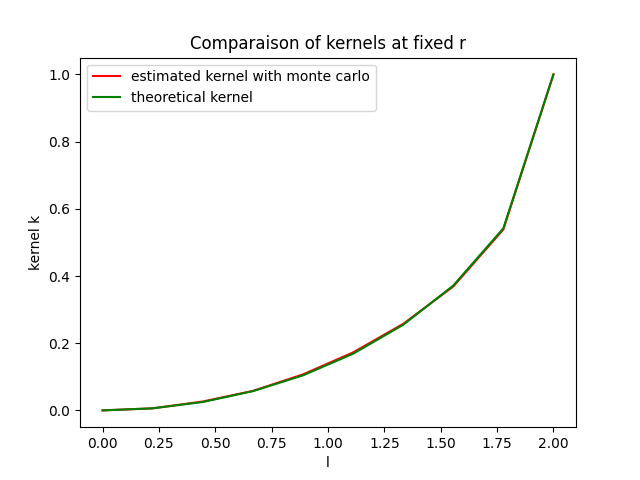 Comparaison of kernels at fixed r
estimated kernel with monte carlo
theoretical kernel
1.0
0.8
0.6
0.4
0.2
0.0
kernel k
0.00 0.25 0.50 0.75 1.00 1.25 1.50 1.75 2.00
l